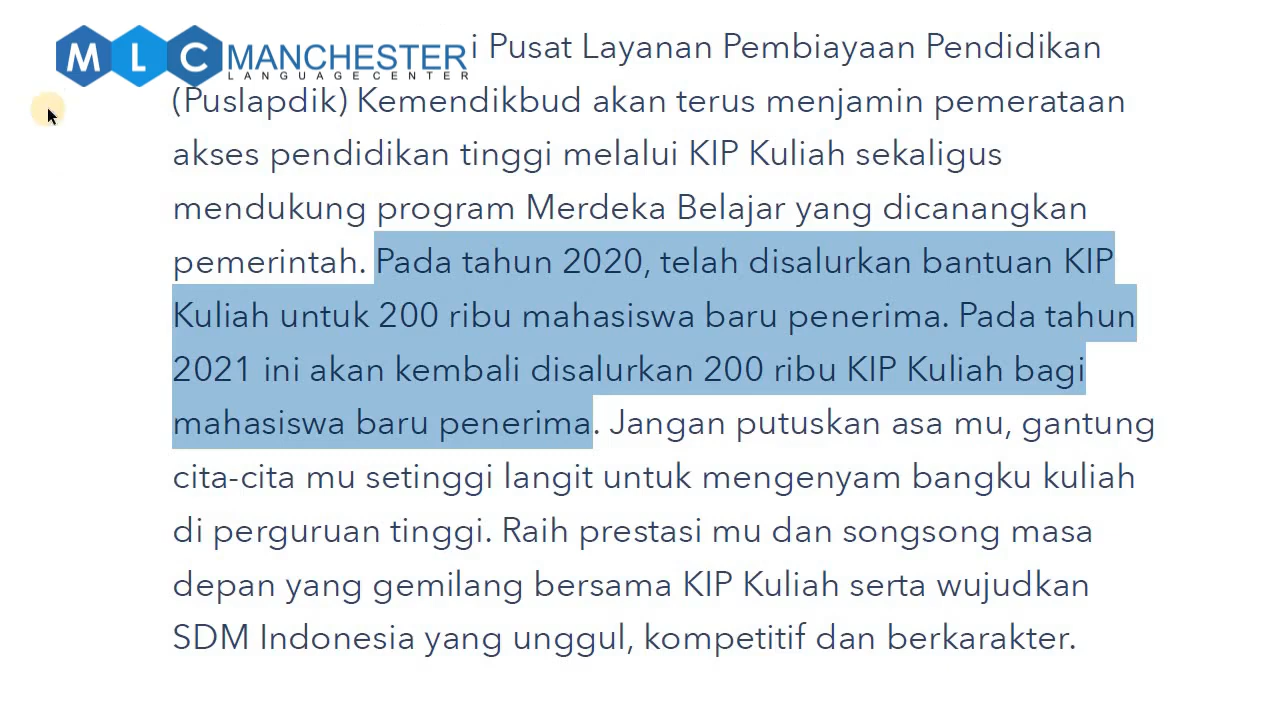 MLC MANCHESTER
LANGUAGE CENTER
i Pusat Layanan Pembiayaan Pendidikan
(Puslapdik) Kemendikbud akan terus menjamin pemerataan
akses pendidikan tinggi melalui KIP Kuliah sekaligus
mendukung program Merdeka Belajar yang dicanangkan
pemerintah. Pada tahun 2020, telah disalurkan bantuan KIP
Kuliah untuk 200 ribu mahasiswa baru penerima. Pada tahun
2021 ini akan kembali disalurkan 200 ribu KIP Kuliah bagi
mahasiswa baru penerima. Jangan putuskan asa mu, gantung
cita-cita mu setinggi langit untuk mengenyam bangku kuliah
di perguruan tinggi. Raih prestasi mu dan songsong masa
depan yang gemilang bersama KIP Kuliah serta wujudkan
SDM Indonesia yang unggul, kompetitif dan berkarakter.